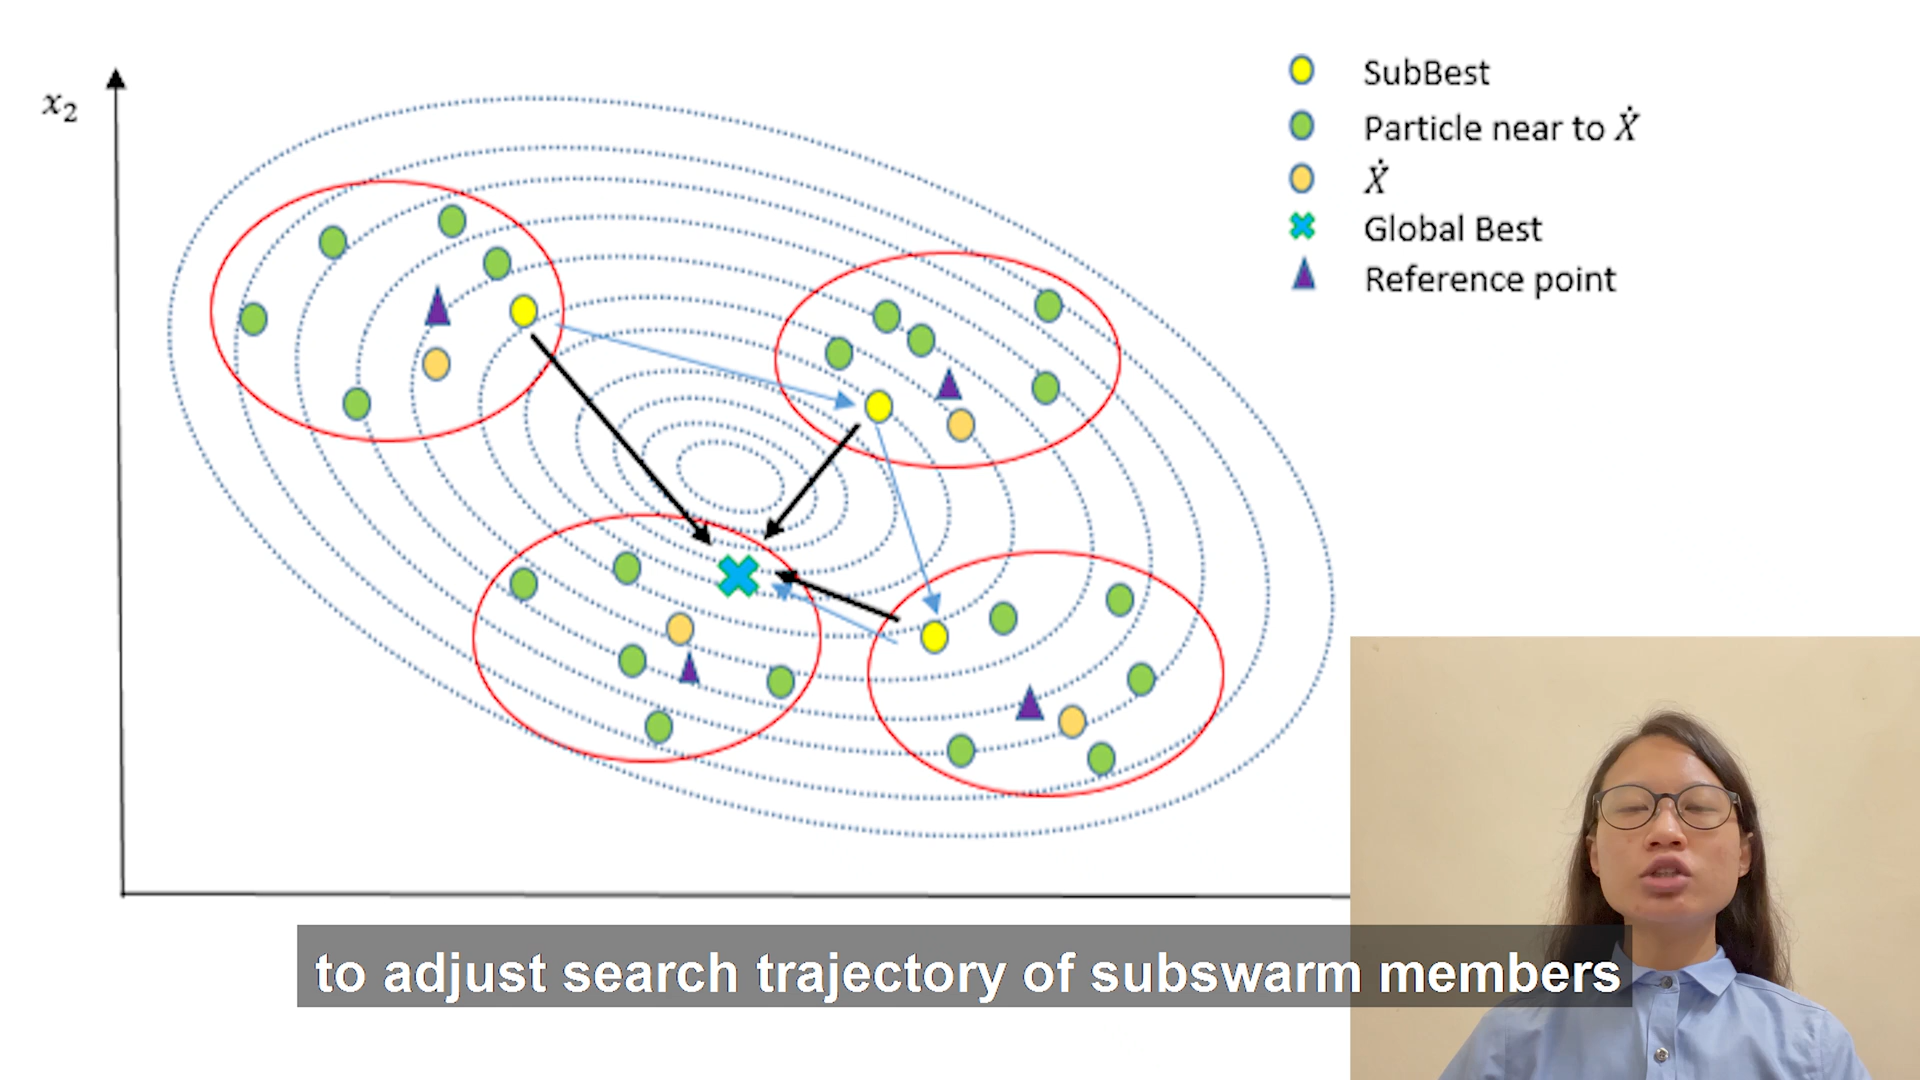 x₂
SubBest
Particle near to Ẋ
Ẋ
Global Best
Reference point
to adjust search trajectory of subswarm members